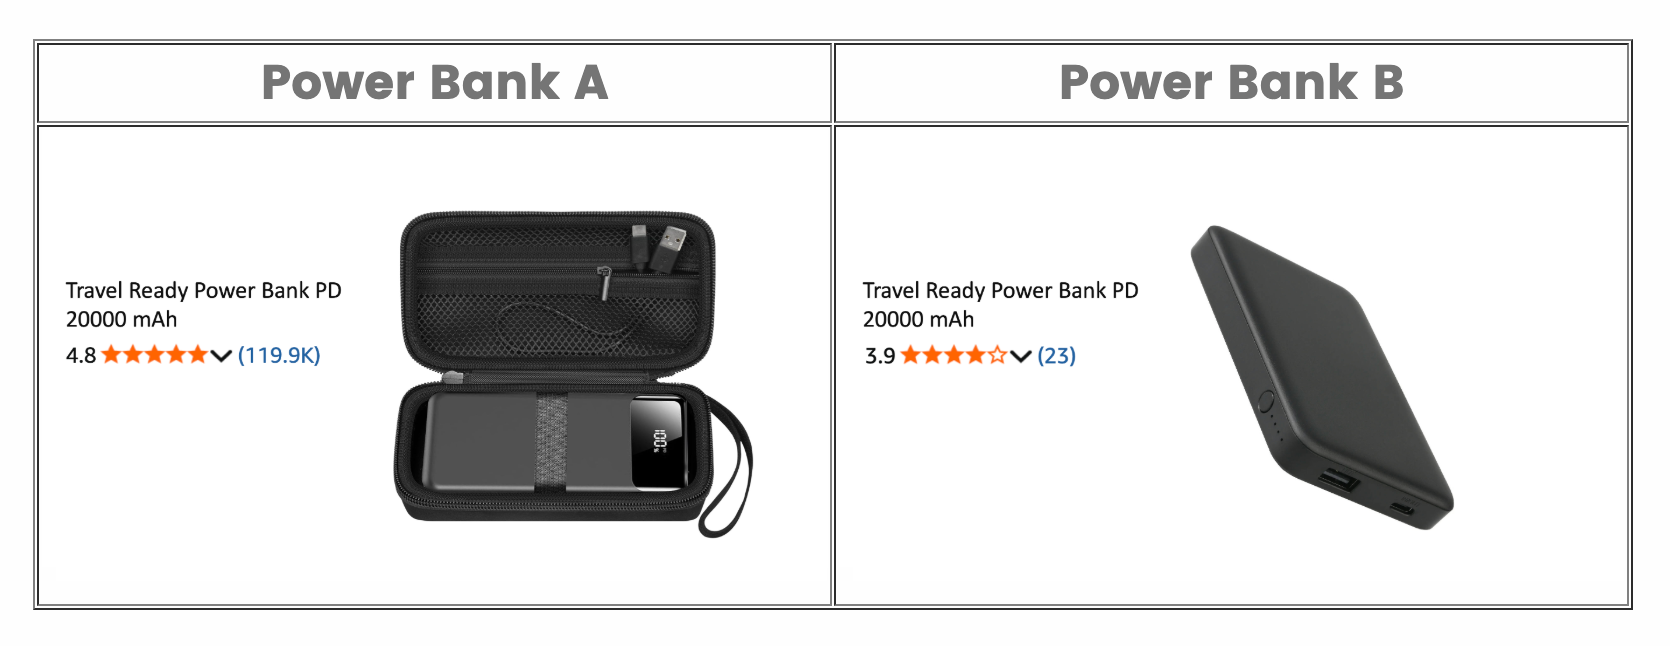 Power Bank A
Power Bank B
Travel Ready Power Bank PD
20000 mAh
4.8 (119.9K)
100%
Travel Ready Power Bank PD
20000 mAh
3.9 (23)